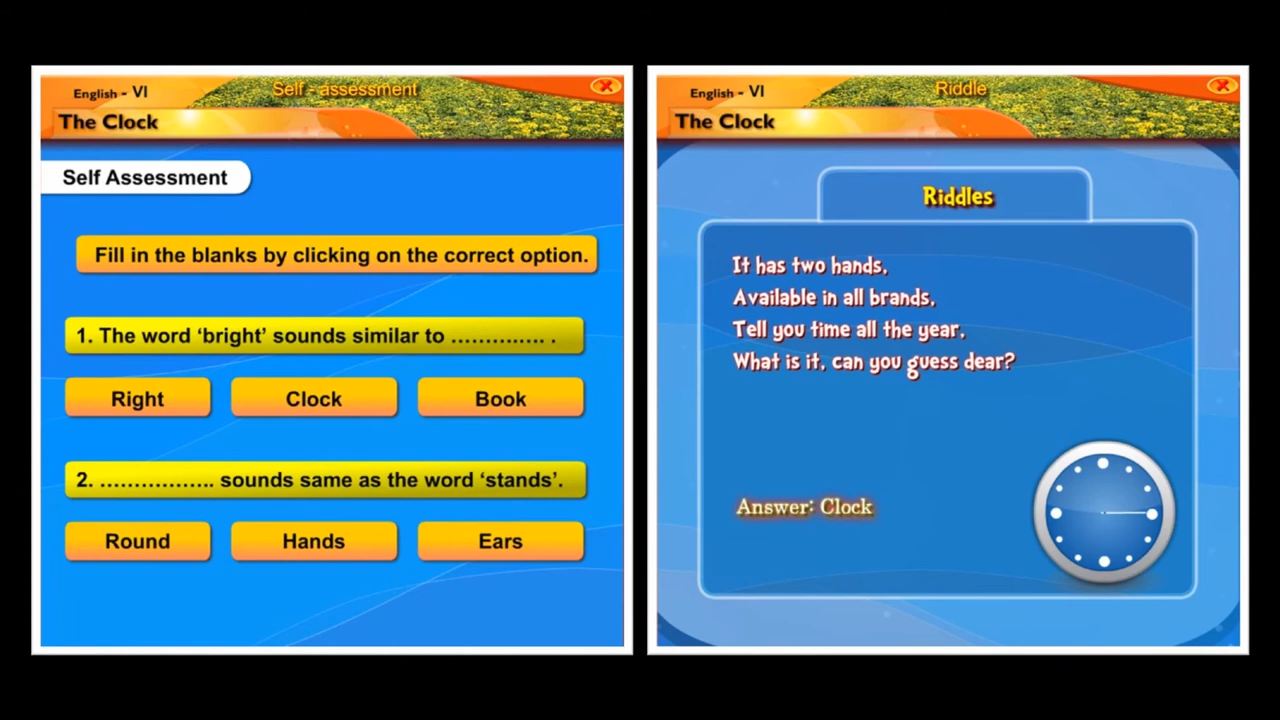 English - VI
Self - assessment
The Clock
Self Assessment
Fill in the blanks by clicking on the correct option.
1. The word ‘bright’ sounds similar to ................ .
Right
Clock
Book
2. ................. sounds same as the word ‘stands’.
Round
Hands
Ears
English - VI
Riddle
The Clock
Riddles
It has two hands,
Available in all brands,
Tell you time all the year,
What is it, can you guess dear?
Answer: Clock